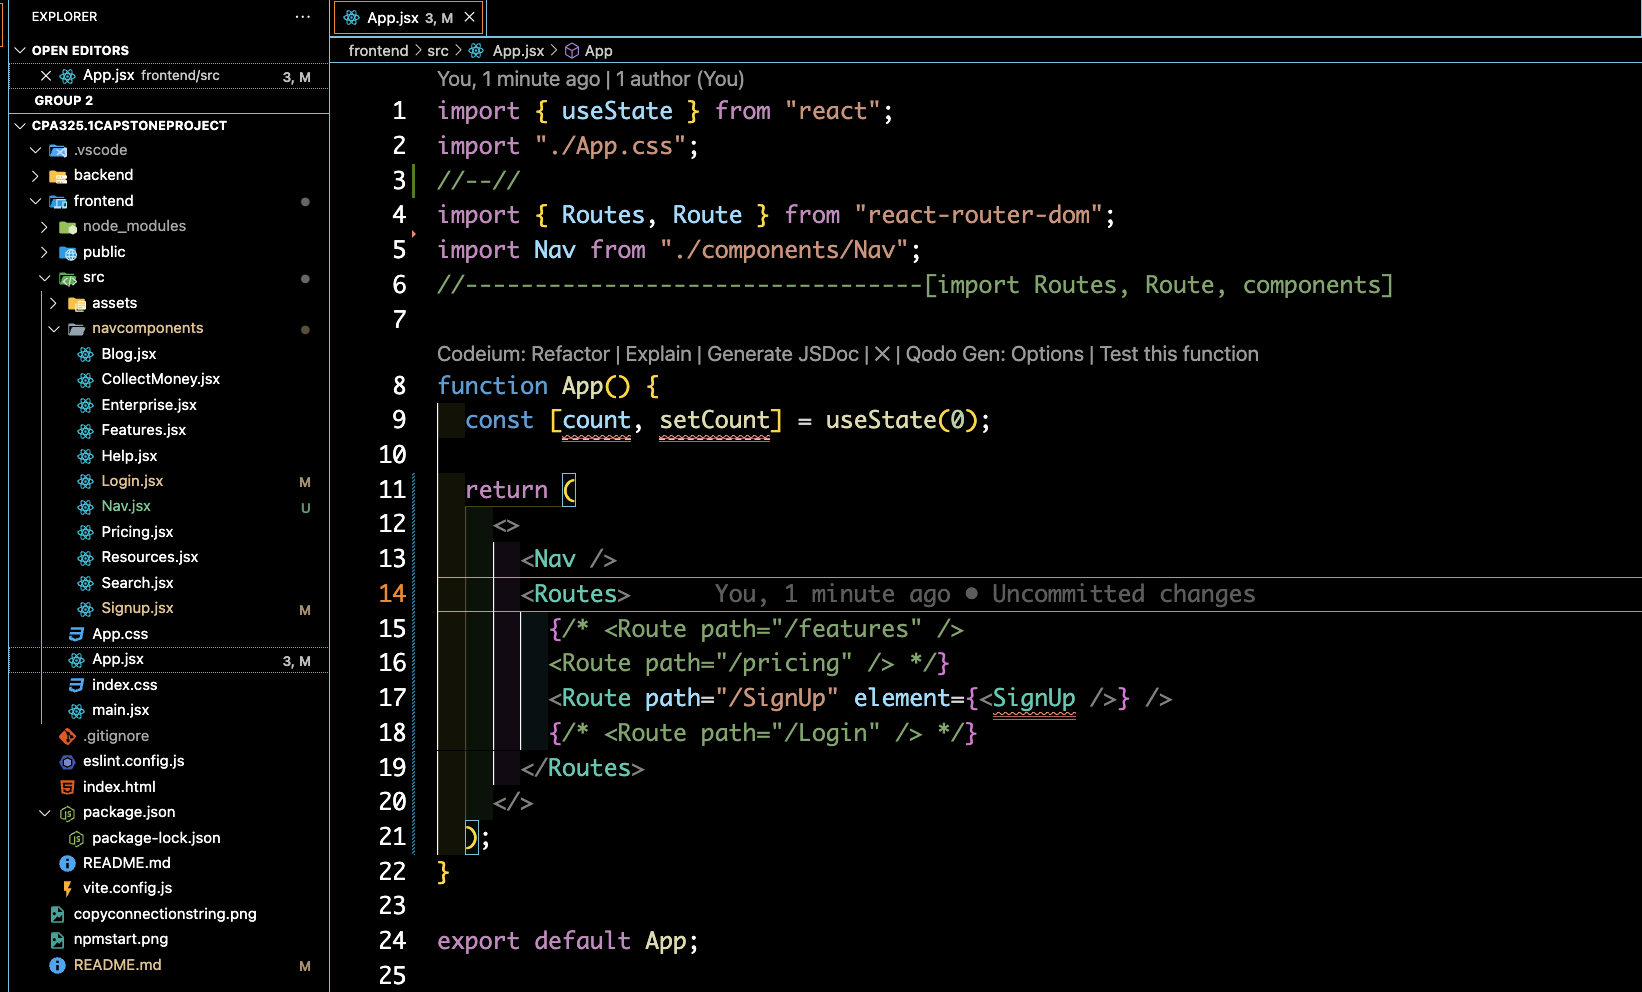 EXPLORER
···
OPEN EDITORS
App.jsx frontend/src 3, M
GROUP 2
CPA325.1CAPSTONEPROJECT
.vscode
backend
frontend
node_modules
public
src
assets
navcomponents
Blog.jsx
CollectMoney.jsx
Enterprise.jsx
Features.jsx
Help.jsx
Login.jsx M
Nav.jsx U
Pricing.jsx
Resources.jsx
Search.jsx
Signup.jsx M
App.css
App.jsx 3, M
index.css
main.jsx
.gitignore
eslint.config.js
index.html
package.json
package-lock.json
README.md
vite.config.js
copyconnectionstring.png
npmstart.png
README.md M
App.jsx 3, M
frontend > src > App.jsx > App
You, 1 minute ago | 1 author (You)
1 import { useState } from "react";
2 import "./App.css";
3 //--//
4 import { Routes, Route } from "react-router-dom";
5 import Nav from "./components/Nav";
6 //---------------------------------[import Routes, Route, components]
7
Codeium: Refactor | Explain | Generate JSDoc | X | Qodo Gen: Options | Test this function
8 function App() {
9 const [count, setCount] = useState(0);
10
11 return (
12 <>
13 <Nav />
14 <Routes> You, 1 minute ago • Uncommitted changes
15 {/* <Route path="/features" />
16 <Route path="/pricing" /> */}
17 <Route path="/SignUp" element={<SignUp />} />
18 {/* <Route path="/Login" /> */}
19 </Routes>
20 </>
21 );
22 }
23
24 export default App;
25